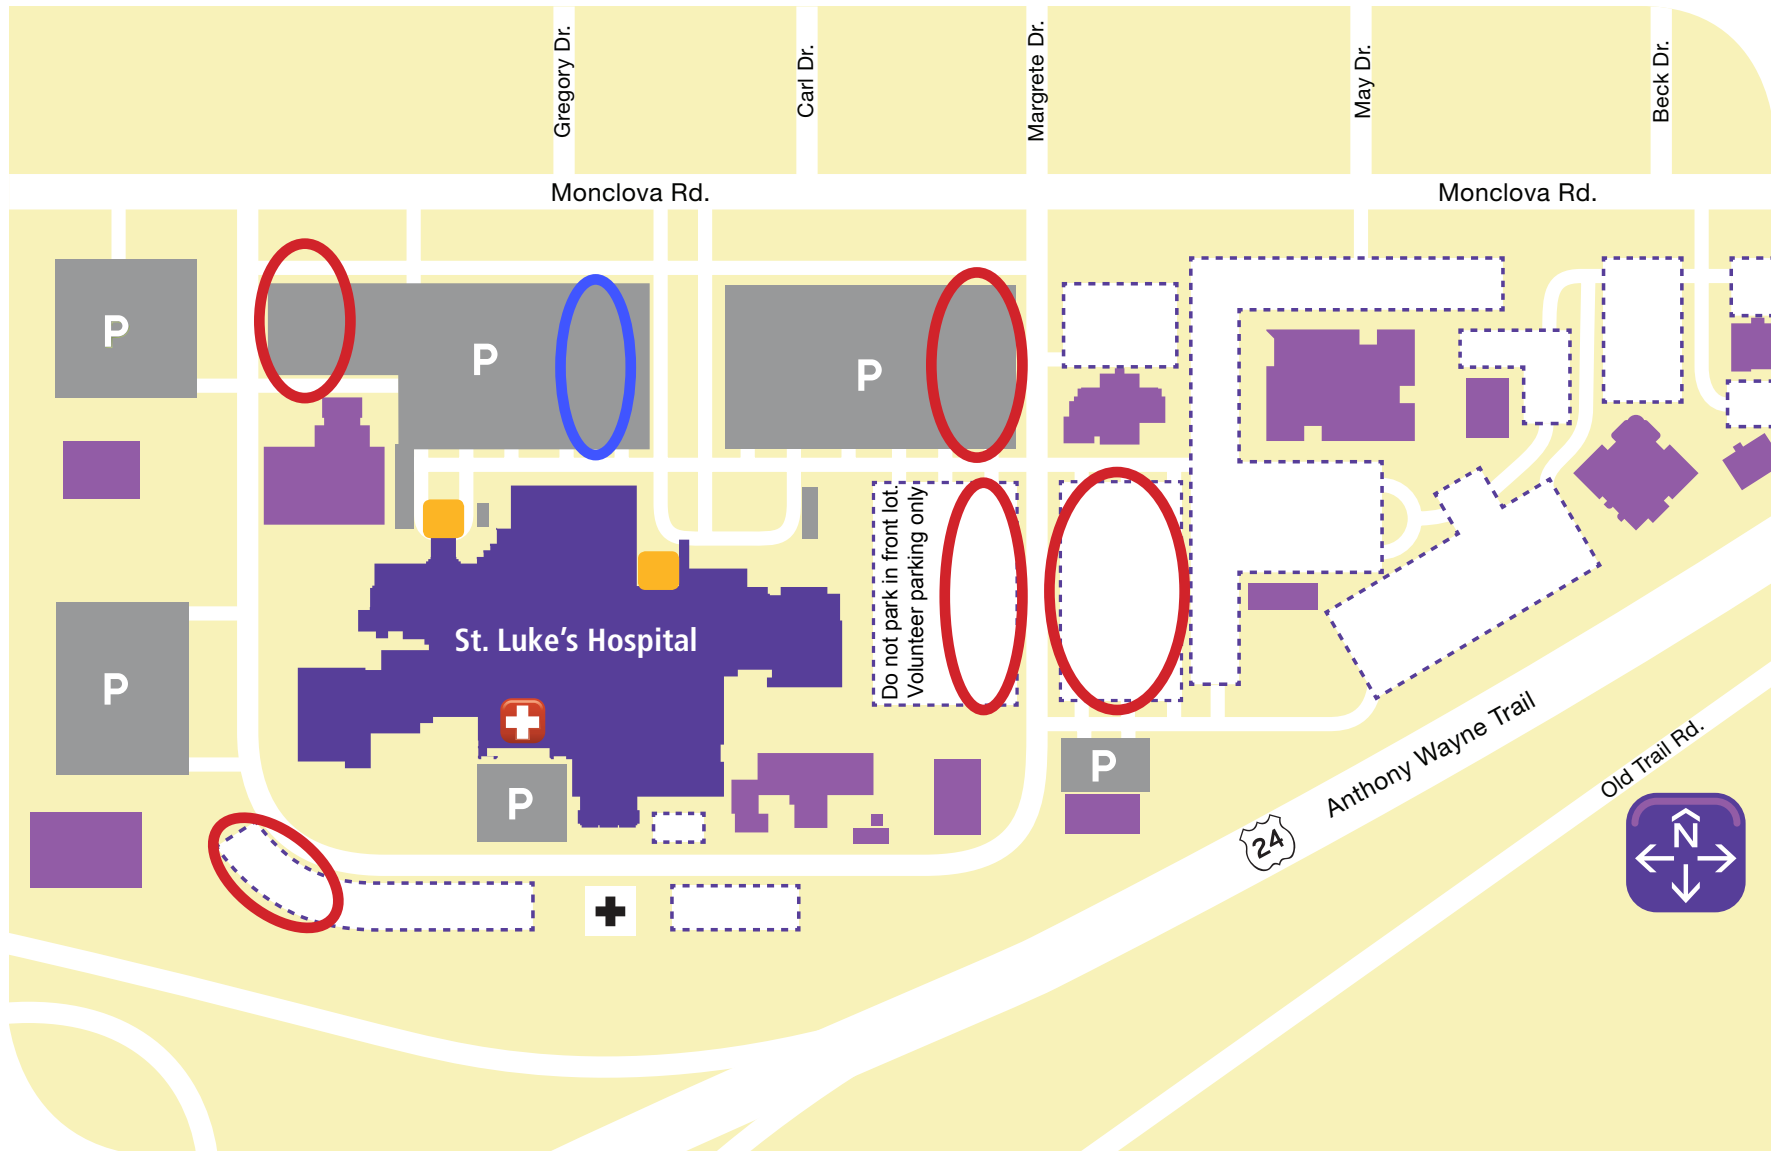 Gregory Dr.
Carl Dr.
Margrete Dr.
May Dr.
Beck Dr.
Monclova Rd.
Monclova Rd.
P
P
P
Do not park in front lot.
Volunteer parking only
St. Luke's Hospital
P
P
P
Anthony Wayne Trail
Old Trail Rd.
24
N